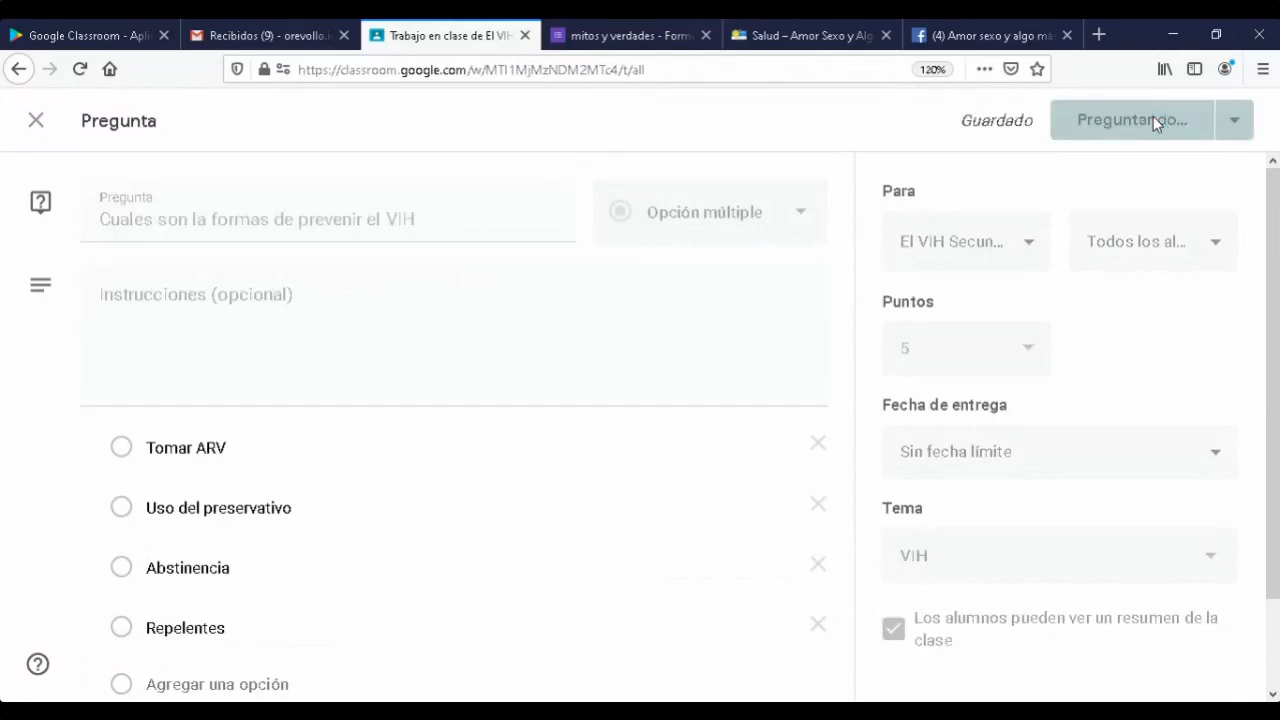 Google Classroom - Apli
Recibidos (9) - orevollo.i
Trabajo en clase de El VIH
mitos y verdades - Form
Salud – Amor Sexo y Alg
(4) Amor sexo y algo má
https://classroom.google.com/w/MTI1MjMzNDM2MTc4/t/all
120%
Pregunta
Guardado
Preguntando...
Pregunta
Cuales son la formas de prevenir el VIH
Opción múltiple
Instrucciones (opcional)
Tomar ARV
Uso del preservativo
Abstinencia
Repelentes
Agregar una opción
Para
El VIH Secun...
Todos los al...
Puntos
5
Fecha de entrega
Sin fecha límite
Tema
VIH
Los alumnos pueden ver un resumen de la
clase